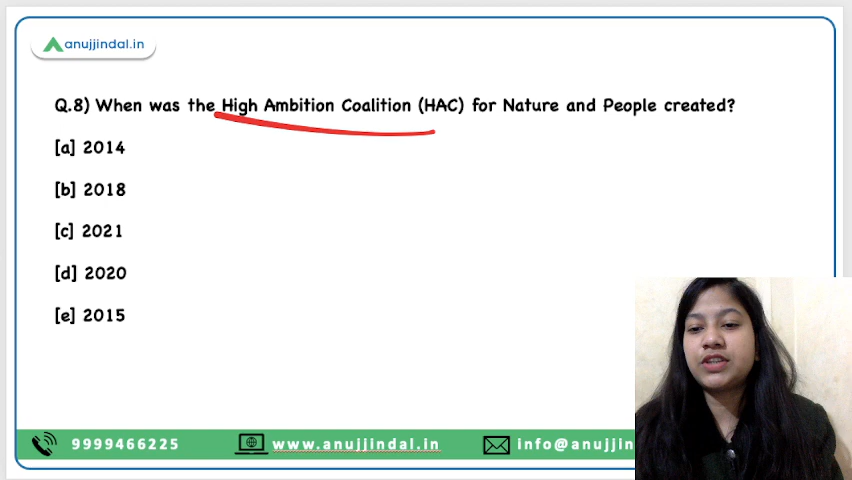 anujjindal.in
Q.8) When was the High Ambition Coalition (HAC) for Nature and People created?
[a] 2014
[b] 2018
[c] 2021
[d] 2020
[e] 2015
9999466225 www.anujjindal.in info@anujjin